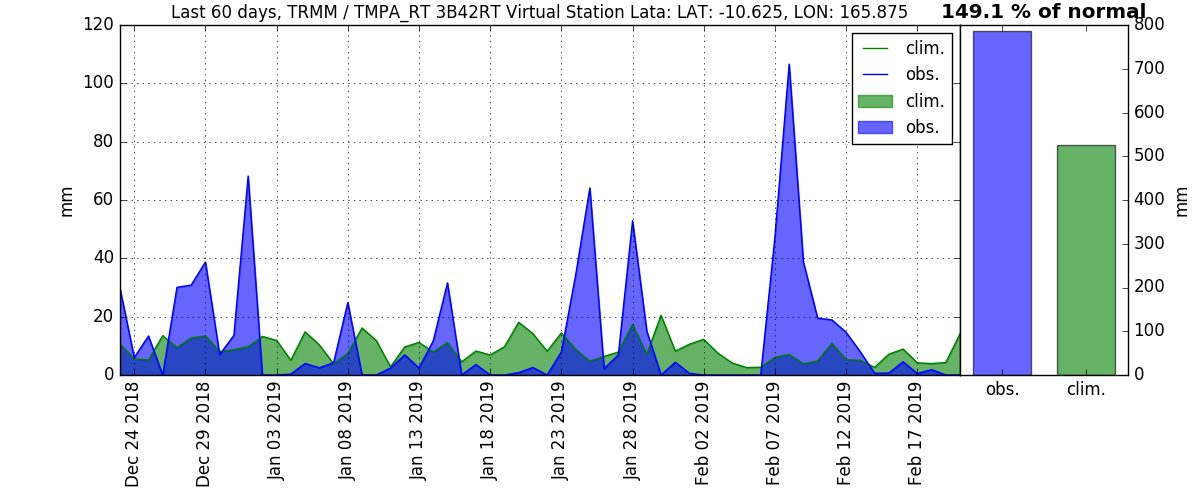 Last 60 days, TRMM / TMPA_RT 3B42RT Virtual Station Lata: LAT: -10.625, LON: 165.875
149.1 % of normal
120
100
80
60
40
20
0
mm
clim.
obs.
clim.
obs.
800
700
600
500
400
300
200
100
0
mm
Dec 24 2018
Dec 29 2018
Jan 03 2019
Jan 08 2019
Jan 13 2019
Jan 18 2019
Jan 23 2019
Jan 28 2019
Feb 02 2019
Feb 07 2019
Feb 12 2019
Feb 17 2019
obs.
clim.